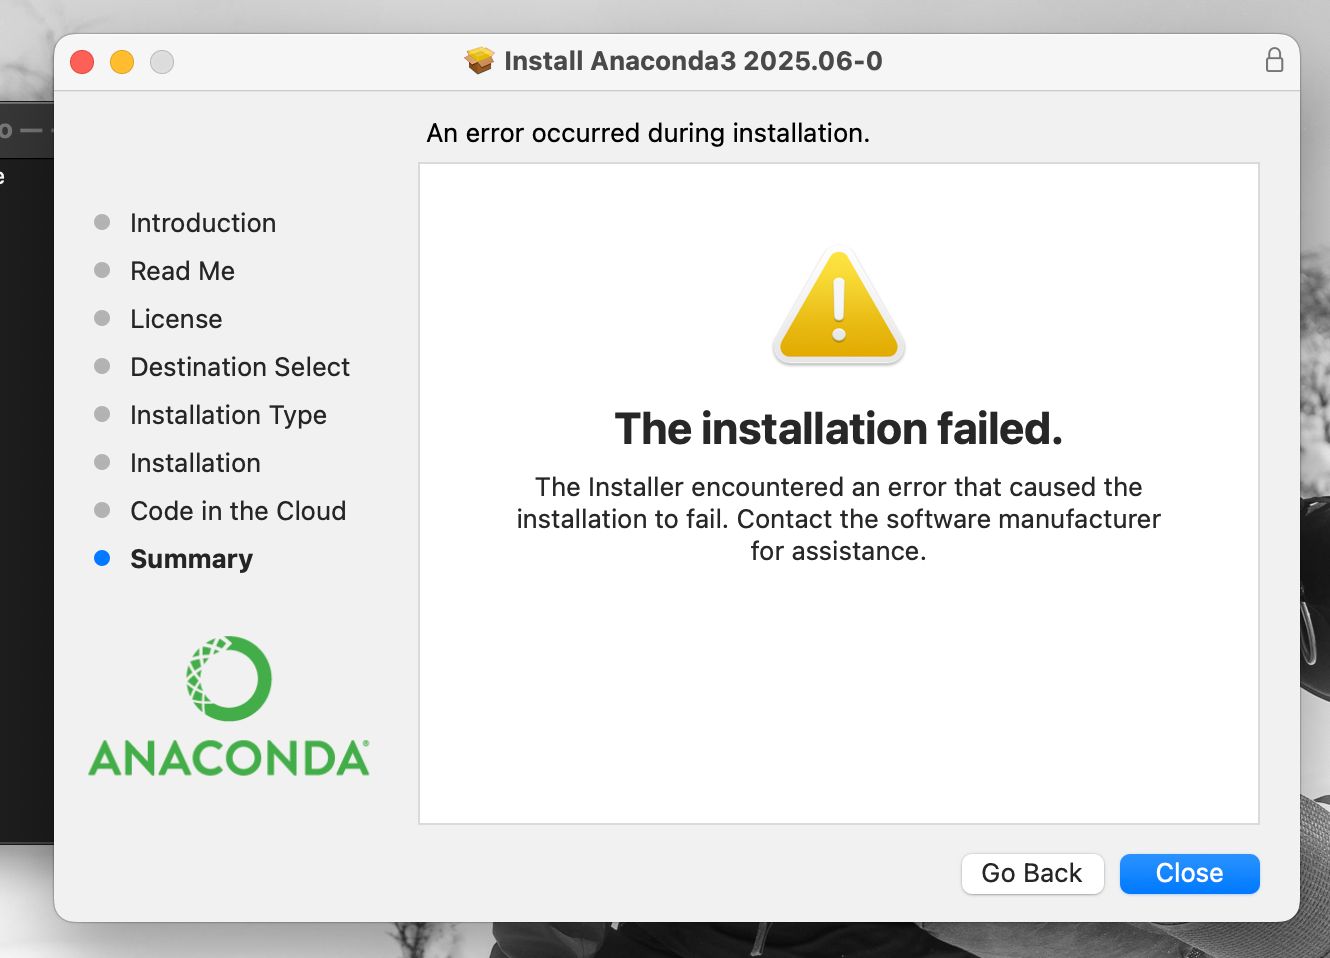 Install Anaconda3 2025.06-0
An error occurred during installation.
Introduction
Read Me
License
Destination Select
Installation Type
Installation
Code in the Cloud
Summary
The installation failed.
The Installer encountered an error that caused the
installation to fail. Contact the software manufacturer
for assistance.
ANACONDA®
Go Back
Close